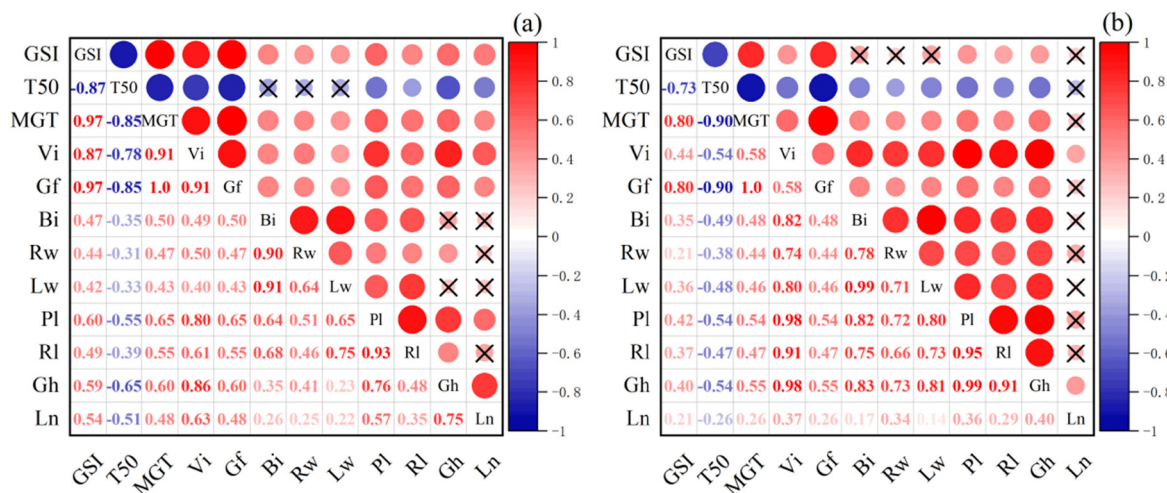 (a)
GSI GSI 1
T50 -0.87 T50 0.8
MGT 0.97 -0.85 MGT 0.6
Vi 0.87 -0.78 0.91 Vi 0.4
Gf 0.97 -0.85 1.0 0.91 Gf 0.2
Bi 0.47 -0.35 0.50 0.49 0.50 Bi 0
Rw 0.44 -0.31 0.47 0.50 0.47 0.90 Rw -0.2
Lw 0.42 -0.33 0.43 0.40 0.43 0.91 0.64 Lw -0.4
Pl 0.60 -0.55 0.65 0.80 0.65 0.64 0.51 0.65 Pl
Rl 0.49 -0.39 0.55 0.61 0.55 0.68 0.46 0.75 0.93 Rl -0.6
Gh 0.59 -0.65 0.60 0.86 0.60 0.35 0.41 0.23 0.76 0.48 Gh -0.8
Ln 0.54 -0.51 0.48 0.63 0.48 0.26 0.25 0.22 0.57 0.35 0.75 Ln -1
GSI T50 MGT Vi Gf Bi Rw Lw Pl Rl Gh Ln
(b)
GSI GSI 1
T50 -0.73 T50 0.8
MGT 0.80 -0.90 MGT 0.6
Vi 0.44 -0.54 0.58 Vi 0.4
Gf 0.80 -0.90 1.0 0.58 Gf 0.2
Bi 0.35 -0.49 0.48 0.82 0.48 Bi 0
Rw 0.21 -0.38 0.44 0.74 0.44 0.78 Rw -0.2
Lw 0.36 -0.48 0.46 0.80 0.46 0.99 0.71 Lw -0.4
Pl 0.42 -0.54 0.54 0.98 0.54 0.82 0.72 0.80 Pl
Rl 0.37 -0.47 0.47 0.91 0.47 0.75 0.66 0.73 0.95 Rl -0.6
Gh 0.40 -0.54 0.55 0.98 0.55 0.83 0.73 0.81 0.99 0.91 Gh -0.8
Ln 0.21 -0.26 0.26 0.37 0.26 0.17 0.34 0.14 0.36 0.29 0.40 Ln -1
GSI T50 MGT Vi Gf Bi Rw Lw Pl Rl Gh Ln